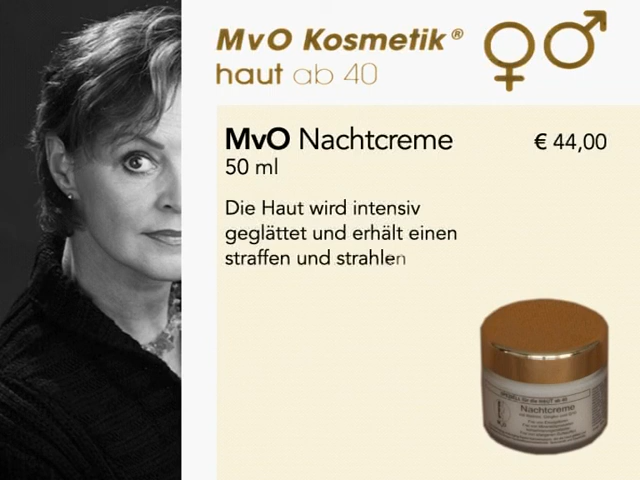 MvO Kosmetik®
haut ab 40
MvO Nachtcreme
€ 44,00
50 ml
Die Haut wird intensiv
geglättet und erhält einen
straffen und strahlen
Nachtcreme